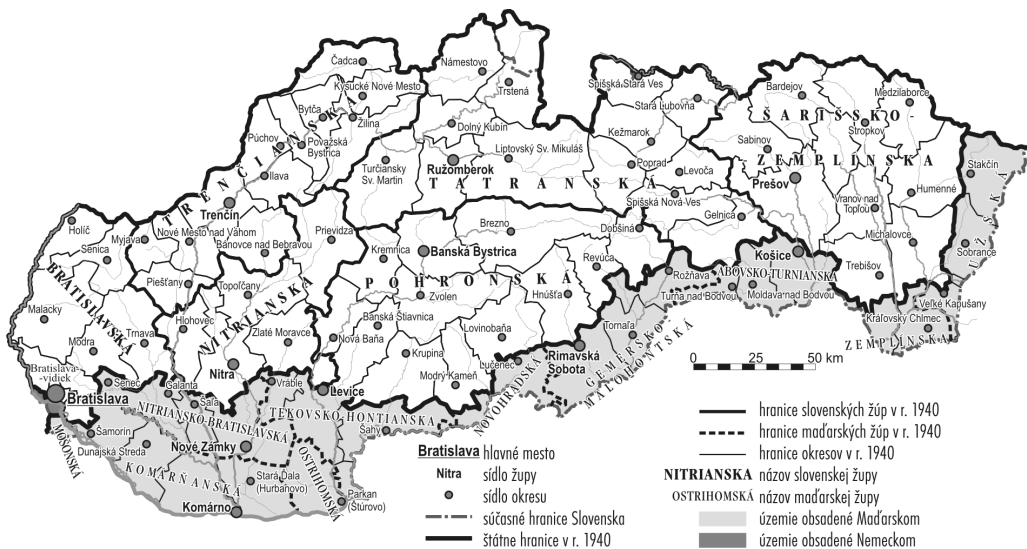 Čadca
Námestovo
Kysucké Nové Mesto
Trstená
Spišská
Stará Ves
Stará Ľubovňa
Bardejov
Medzilaborce
Bytča
Žilina
Dolný Kubín
Stropkov
ŠARIŠSKO-
ZEMPLÍNSKA
Púchov
Považská
Bystrica
Kežmarok
Sabinov
Stakčín
Liptovský Sv. Mikuláš
Ružomberok
Turčiansky
Sv. Martin
TATRANSKÁ
Poprad
Levoča
Prešov
Humenné
Ilava
TRENČIANSKA
Trenčín
Spišská Nová Ves
Gelnica
Vranov nad
Topľou
Holíč
Senica
Myjava
Nové Mesto nad Váhom
Bánovce nad Bebravou
Prievidza
Brezno
Dobšiná
Michalovce
Sobrance
UŽSKÁ
Kremnica
Banská Bystrica
Revúca
Košice
Rožňava
ABOVSKO-TURNIANSKA
Trebišov
Piešťany
Topoľčany
POHRONSKÁ
Zvolen
Hnúšťa
Turňa nad Bodvou
Moldava nad Bodvou
Veľké Kapušany
Kráľovský Chlmec
ZEMPLÍNSKA
BRATISLAVSKÁ
Malacky
Hlohovec
NITRIANSKA
Zlaté Moravce
Banská Štiavnica
Nová Baňa
Lovinobaňa
Tornaľa
GEMERSKO-
MALOHONTSKÁ
Trnava
Modra
Krupina
Lučenec
Rimavská
Sobota
Nitra
Modrý Kameň
NOVOHRADSKÁ
Bratislava-
vidiek
Bratislava
Senec
Galanta
Šaľa
Vráble
Levice
NITRIANSKO-BRATISLAVSKÁ
TEKOVSKO-HONTIANSKA
Šahy
MOŠONSKÁ
Šamorín
Dunajská Streda
Nové Zámky
KOMÁRŇANSKÁ
Stará Ďala
(Hurbanovo)
OSTRIHOMSKÁ
Parkan
(Štúrovo)
Komárno
0 25 50 km
Bratislava hlavné mesto
Nitra sídlo župy
sídlo okresu
súčasné hranice Slovenska
štátne hranice v r. 1940
hranice slovenských žúp v r. 1940
hranice maďarských žúp v r. 1940
hranice okresov v r. 1940
NITRIANSKA názov slovenskej župy
OSTRIHOMSKÁ názov maďarskej župy
územie obsadené Maďarskom
územie obsadené Nemeckom